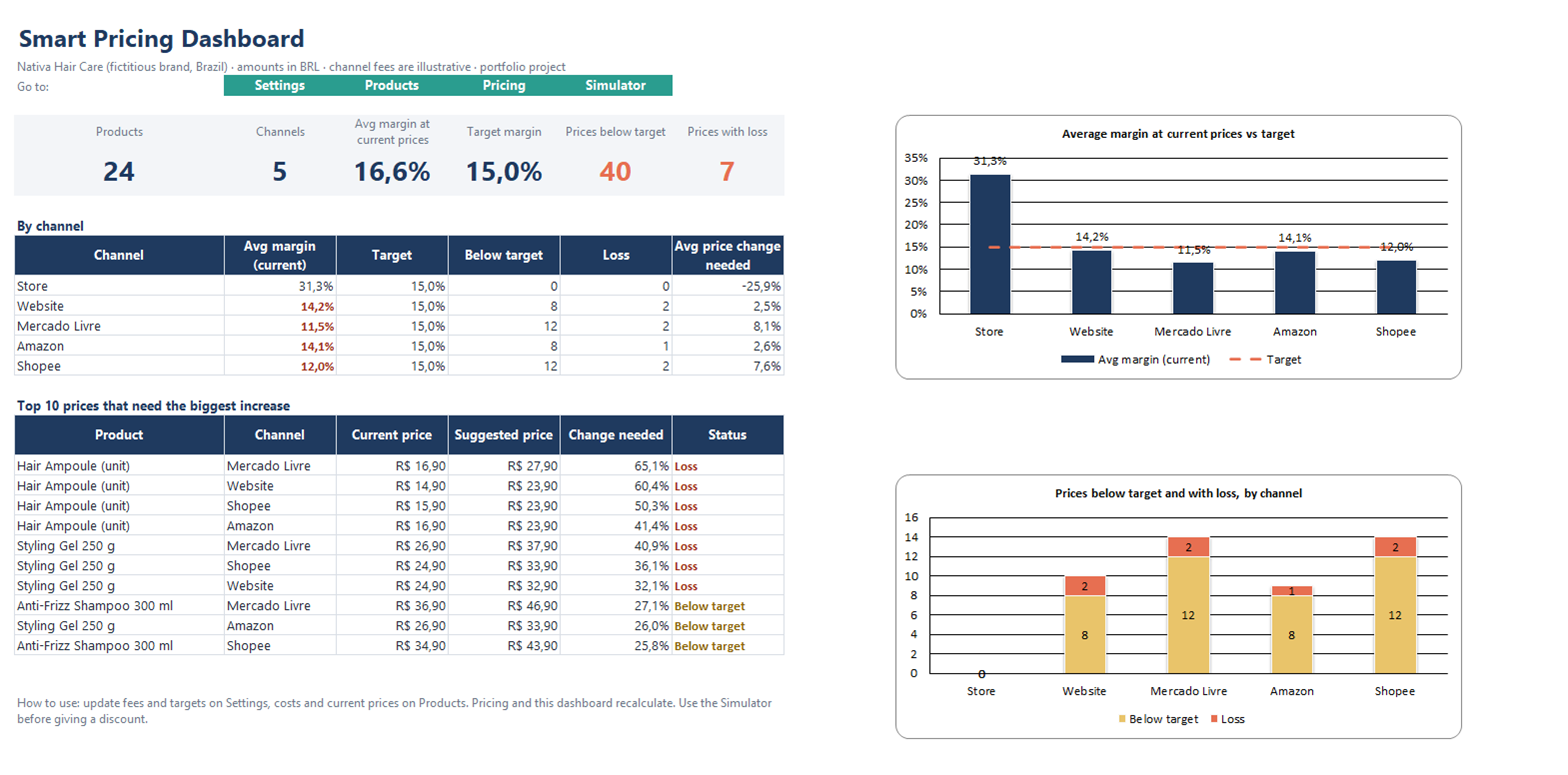 Smart Pricing Dashboard
Nativa Hair Care (fictitious brand, Brazil) · amounts in BRL · channel fees are illustrative · portfolio project
Go to: Settings Products Pricing Simulator
Products Channels Avg margin at current prices Target margin Prices below target Prices with loss
24 5 16,6% 15,0% 40 7
By channel
Channel Avg margin (current) Target Below target Loss Avg price change needed
Store 31,3% 15,0% 0 0 -25,9%
Website 14,2% 15,0% 8 2 2,5%
Mercado Livre 11,5% 15,0% 12 2 8,1%
Amazon 14,1% 15,0% 8 1 2,6%
Shopee 12,0% 15,0% 12 2 7,6%
Top 10 prices that need the biggest increase
Product Channel Current price Suggested price Change needed Status
Hair Ampoule (unit) Mercado Livre R$ 16,90 R$ 27,90 65,1% Loss
Hair Ampoule (unit) Website R$ 14,90 R$ 23,90 60,4% Loss
Hair Ampoule (unit) Shopee R$ 15,90 R$ 23,90 50,3% Loss
Hair Ampoule (unit) Amazon R$ 16,90 R$ 23,90 41,4% Loss
Styling Gel 250 g Mercado Livre R$ 26,90 R$ 37,90 40,9% Loss
Styling Gel 250 g Shopee R$ 24,90 R$ 33,90 36,1% Loss
Styling Gel 250 g Website R$ 24,90 R$ 32,90 32,1% Loss
Anti-Frizz Shampoo 300 ml Mercado Livre R$ 36,90 R$ 46,90 27,1% Below target
Styling Gel 250 g Amazon R$ 26,90 R$ 33,90 26,0% Below target
Anti-Frizz Shampoo 300 ml Shopee R$ 34,90 R$ 43,90 25,8% Below target
How to use: update fees and targets on Settings, costs and current prices on Products. Pricing and this dashboard recalculate. Use the Simulator
before giving a discount.
Average margin at current prices vs target
35%
30%
25%
20%
15%
10%
5%
0%
31,3% 14,2% 11,5% 14,1% 12,0%
Store Website Mercado Livre Amazon Shopee
Avg margin (current) Target
Prices below target and with loss, by channel
16
14
12
10
8
6
4
2
0
2 2 1 2
0 8 12 8 12
Store Website Mercado Livre Amazon Shopee
Below target Loss